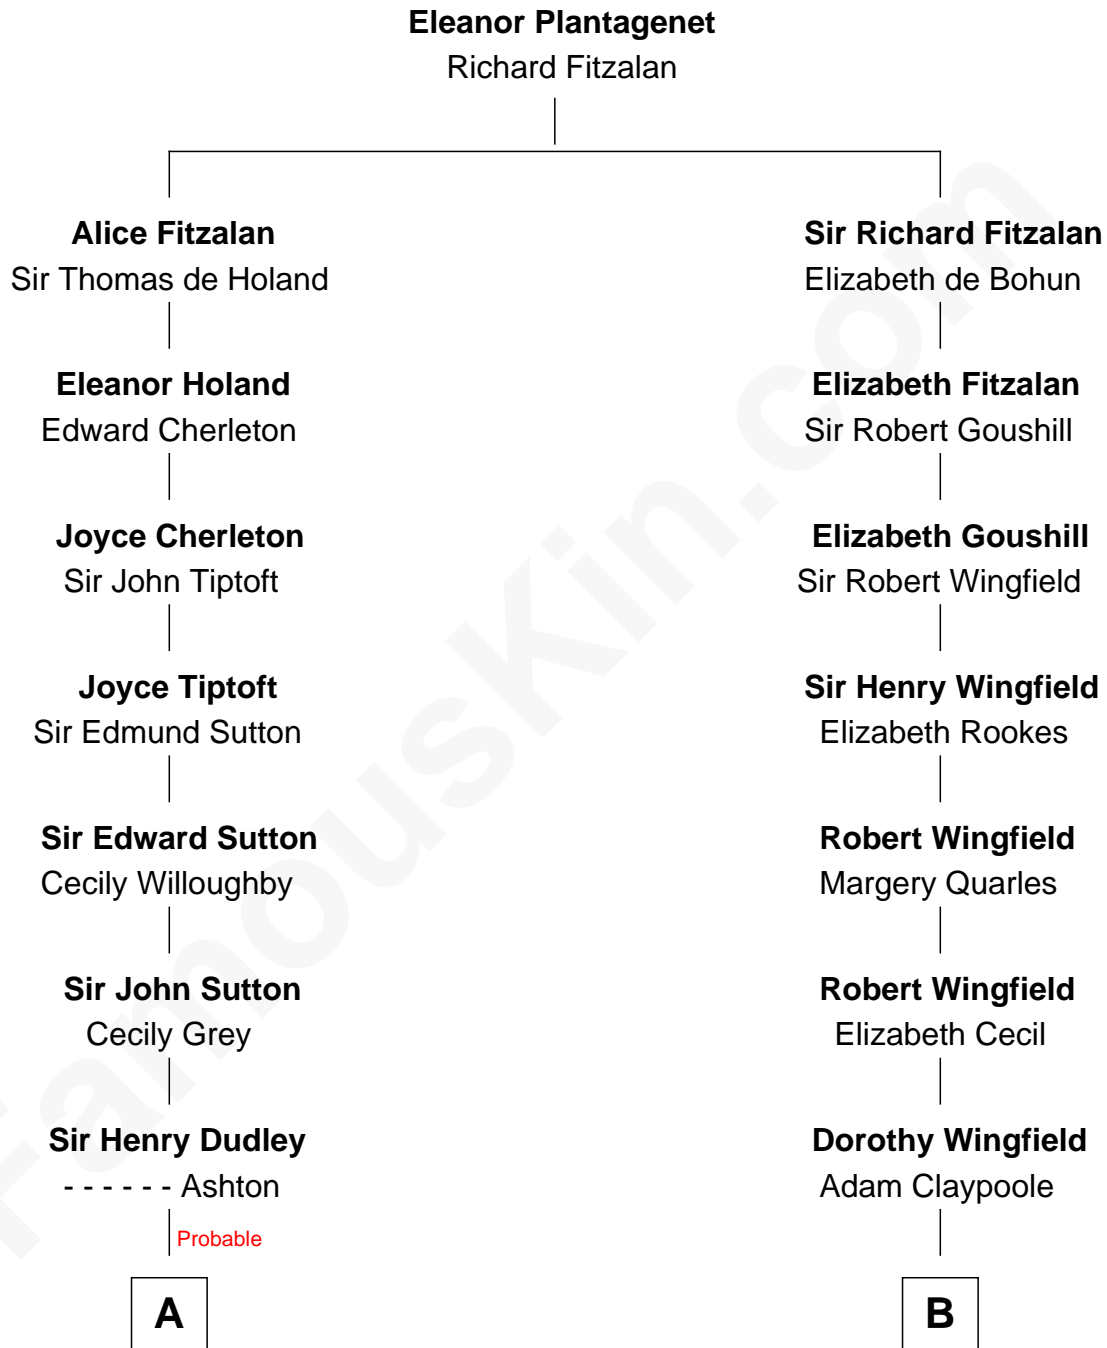 Eleanor Plantagenet
Richard Fitzalan
Alice Fitzalan
Sir Thomas de Holand
Sir Richard Fitzalan
Elizabeth de Bohun
Eleanor Holand
Edward Cherleton
Elizabeth Fitzalan
Sir Robert Goushill
Joyce Cherleton
Sir John Tiptoft
Elizabeth Goushill
Sir Robert Wingfield
Joyce Tiptoft
Sir Edmund Sutton
Sir Henry Wingfield
Elizabeth Rookes
Sir Edward Sutton
Cecily Willoughby
Robert Wingfield
Margery Quarles
Sir John Sutton
Cecily Grey
Robert Wingfield
Elizabeth Cecil
Sir Henry Dudley
- - - - - - Ashton
Dorothy Wingfield
Adam Claypoole
Probable
A
B
FamousKin.com